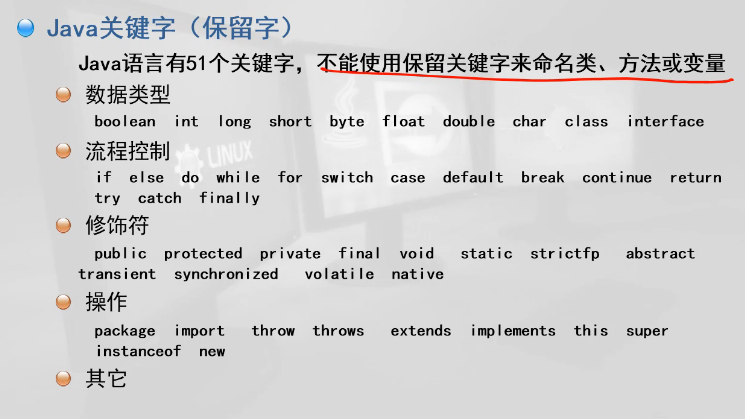 Java关键字（保留字）
Java语言有51个关键字，不能使用保留关键字来命名类、方法或变量
数据类型
boolean int long short byte float double char class interface
流程控制
if else do while for switch case default break continue return
try catch finally
修饰符
public protected private final void static strictfp abstract
transient synchronized volatile native
操作
package import throw throws extends implements this super
instanceof new
其它
LINUX